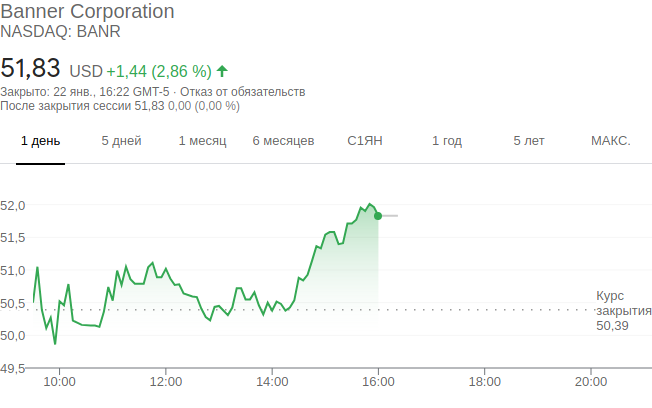 Banner Corporation
NASDAQ: BANR
51,83 USD +1,44 (2,86 %)
Закрыто: 22 янв., 16:22 GMT-5 · Отказ от обязательств
После закрытия сессии 51,83 0,00 (0,00 %)
1 день 5 дней 1 месяц 6 месяцев С1ЯН 1 год 5 лет МАКС.
52,0
51,5
51,0
50,5
Курс
закрытия
50,39
50,0
49,5
10:00 12:00 14:00 16:00 18:00 20:00